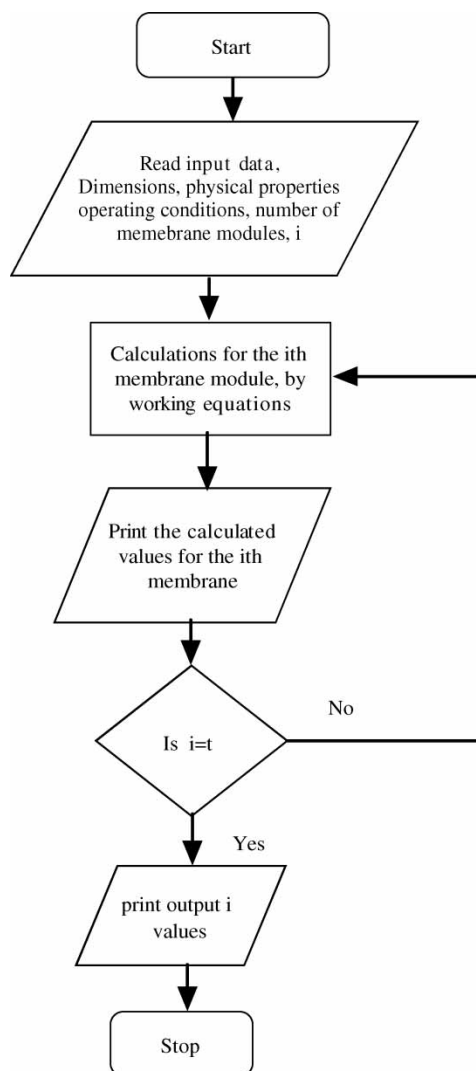 Start
Read input data,
Dimensions, physical properties
operating conditions, number of
memebrane modules, i
Calculations for the ith
membrane module, by
working equations
Print the calculated
values for the ith
membrane
Is i=t
No
Yes
print output i
values
Stop